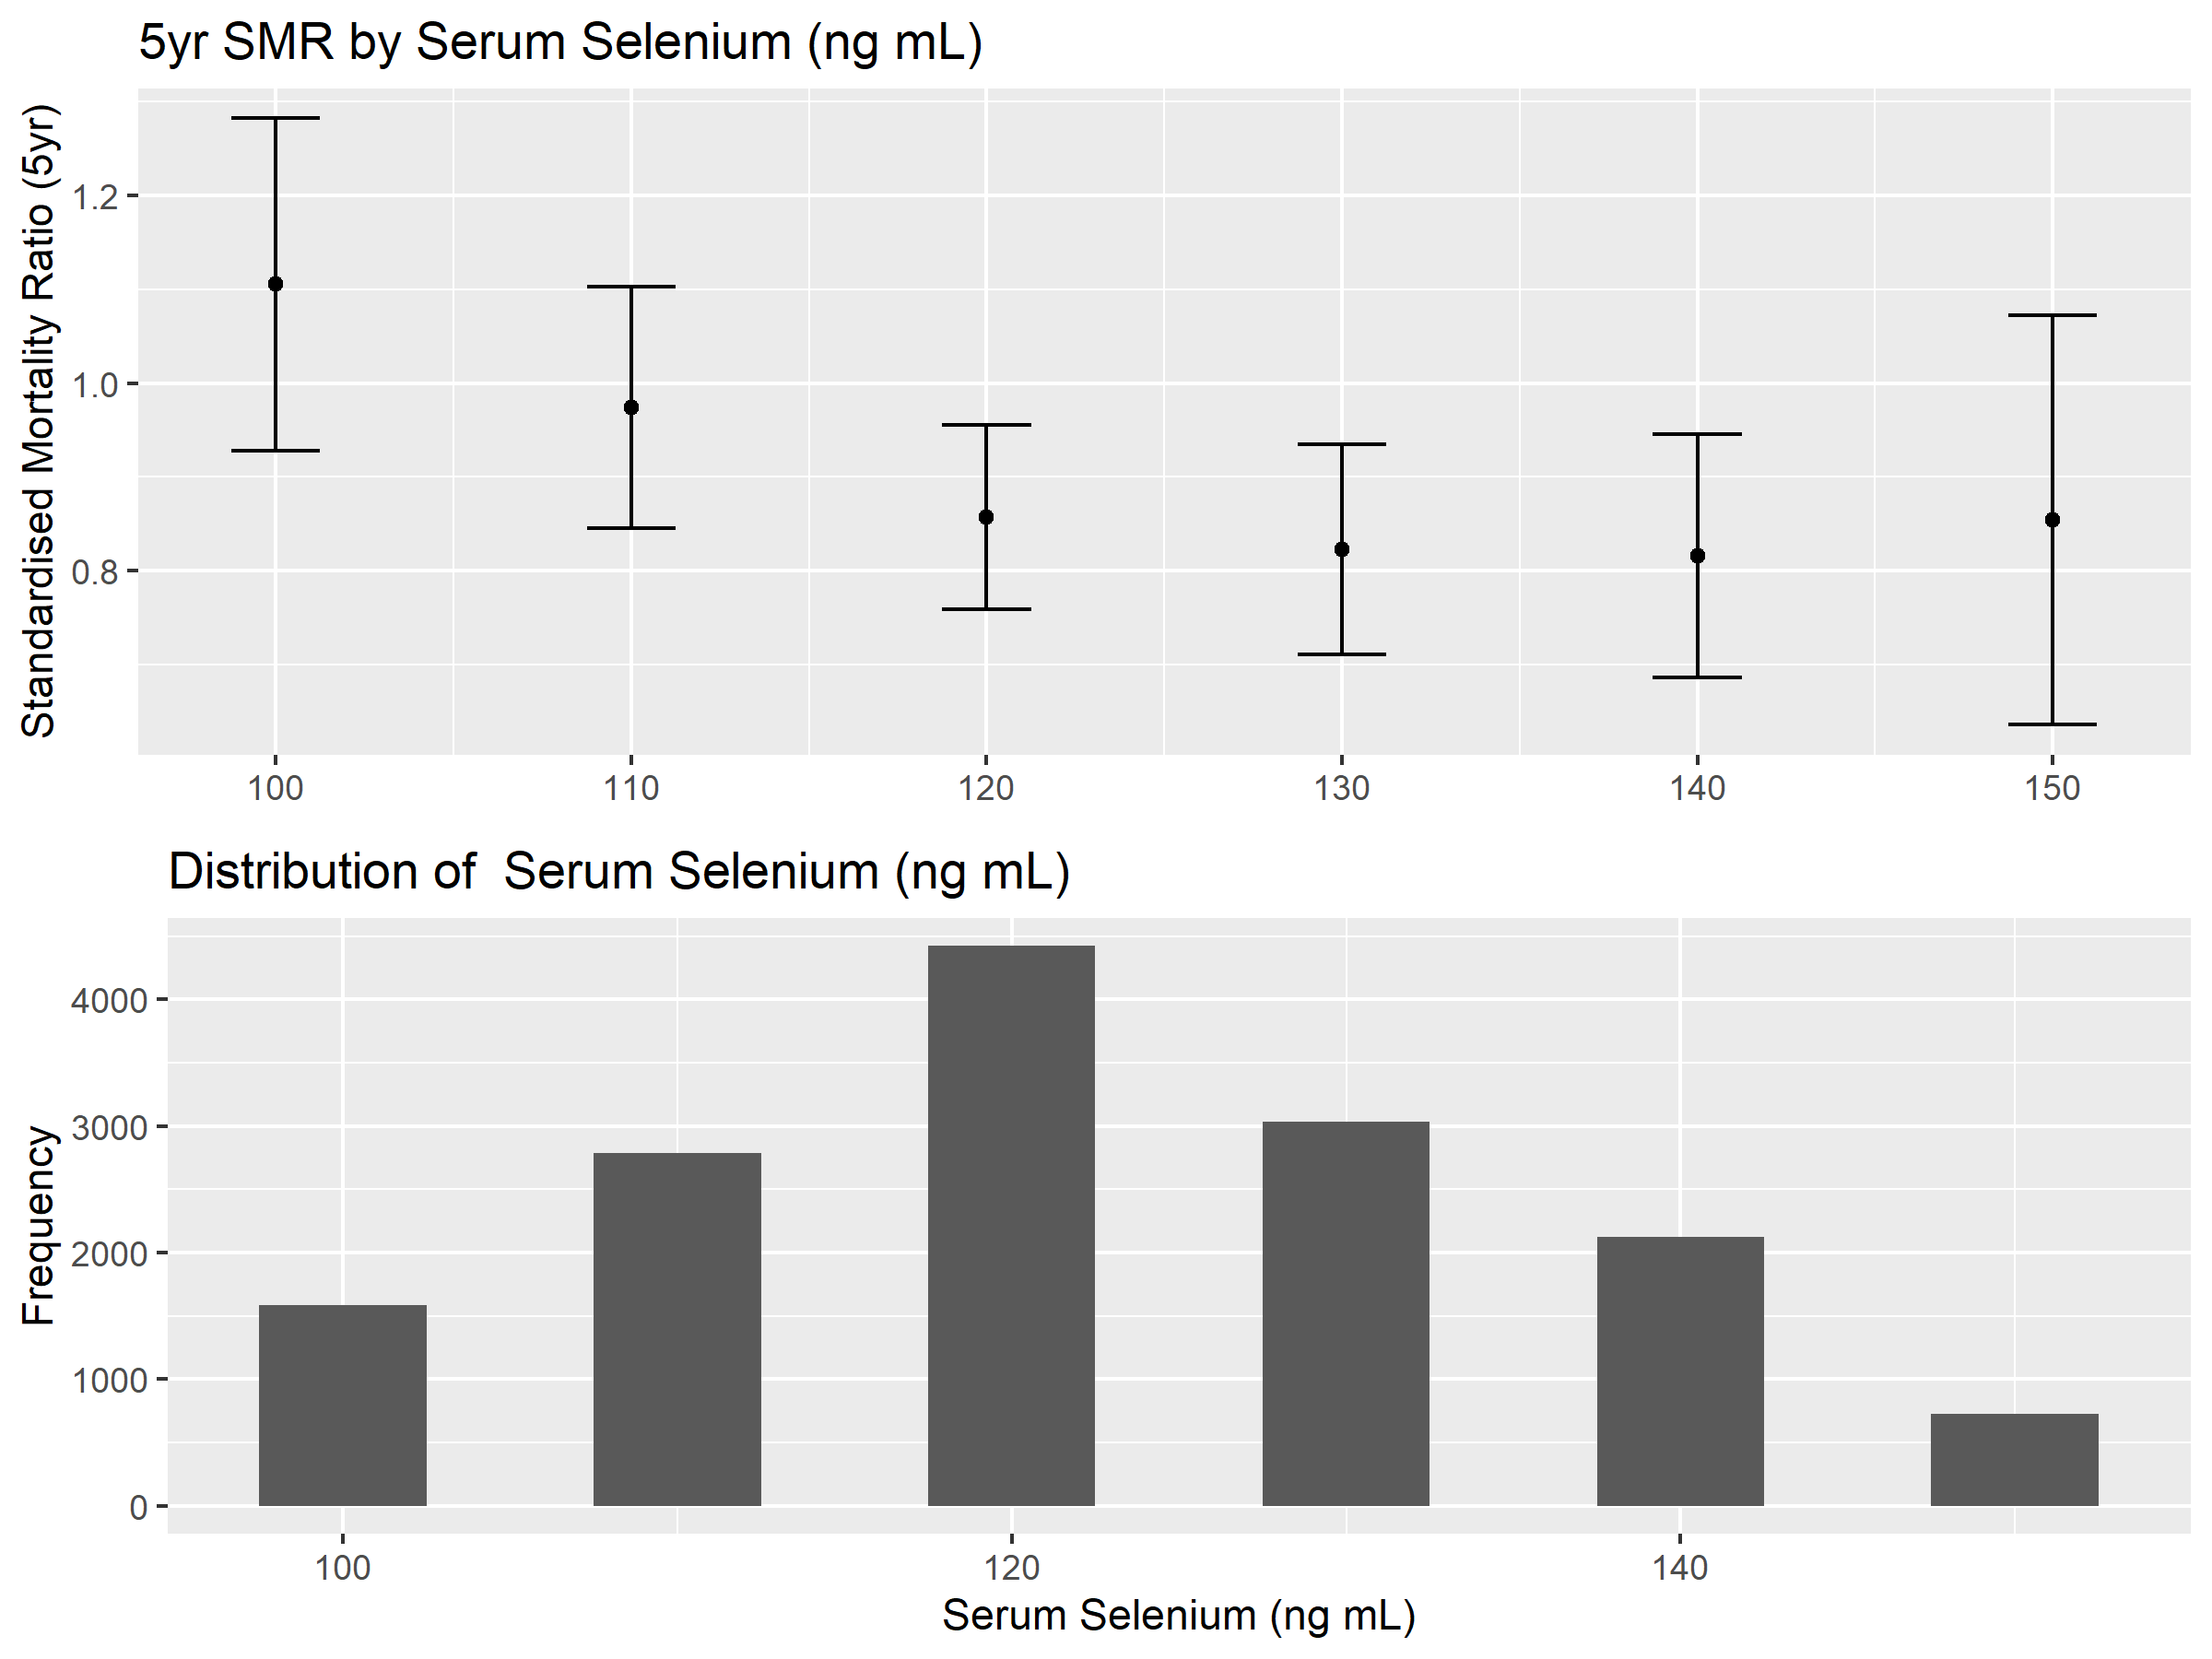 5yr SMR by Serum Selenium (ng mL)
Standardised Mortality Ratio (5yr)
1.2
1.0
0.8
100 110 120 130 140 150
Distribution of  Serum Selenium (ng mL)
Frequency
4000
3000
2000
1000
0
100 120 140
Serum Selenium (ng mL)